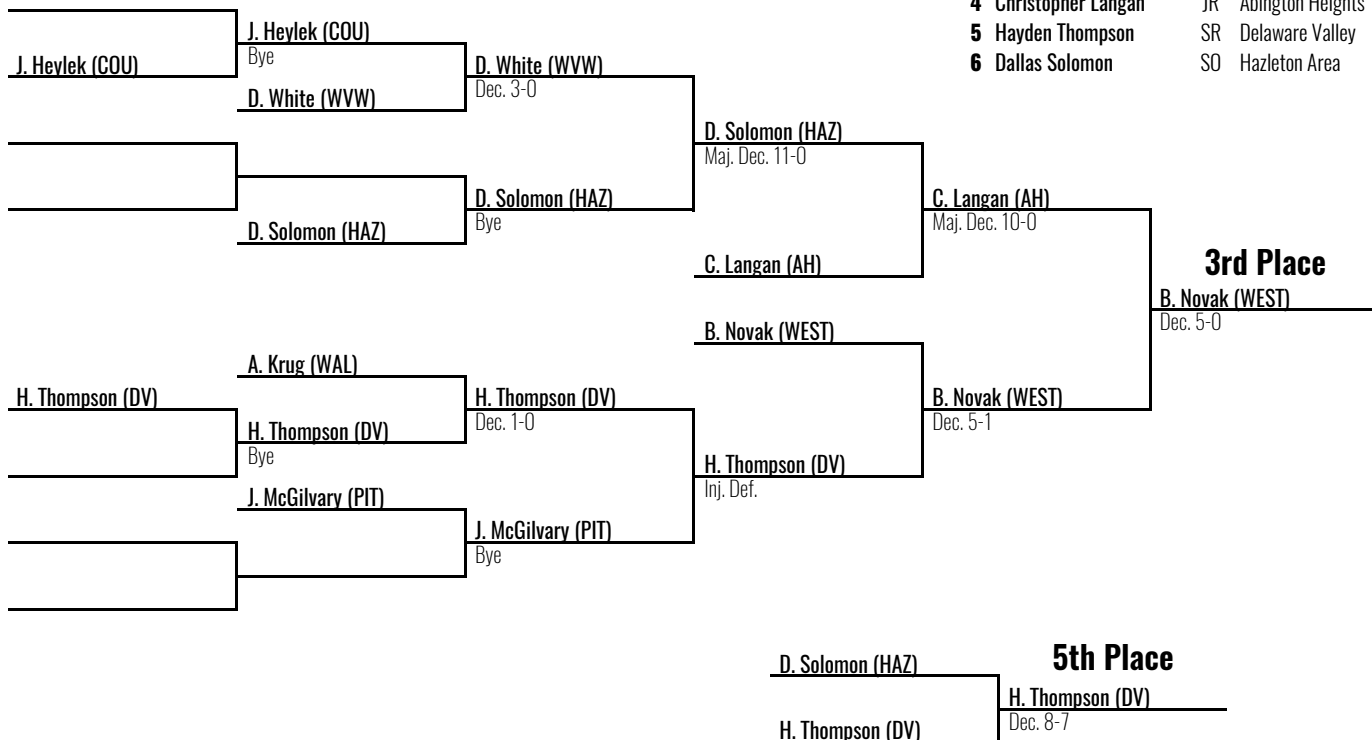 4 Christopher Langan JR Abington Heights
5 Hayden Thompson SR Delaware Valley
6 Dallas Solomon SO Hazleton Area
J. Heylek (COU)
J. Heylek (COU)
Bye
D. White (WVW)
D. White (WVW)
Dec. 3-0
D. Solomon (HAZ)
D. Solomon (HAZ)
Bye
D. Solomon (HAZ)
Maj. Dec. 11-0
C. Langan (AH)
C. Langan (AH)
Maj. Dec. 10-0
3rd Place
B. Novak (WEST)
Dec. 5-0
B. Novak (WEST)
B. Novak (WEST)
Dec. 5-1
A. Krug (WAL)
H. Thompson (DV)
H. Thompson (DV)
Bye
H. Thompson (DV)
Dec. 1-0
H. Thompson (DV)
Inj. Def.
J. McGilvary (PIT)
J. McGilvary (PIT)
Bye
5th Place
D. Solomon (HAZ)
H. Thompson (DV)
Dec. 8-7
H. Thompson (DV)